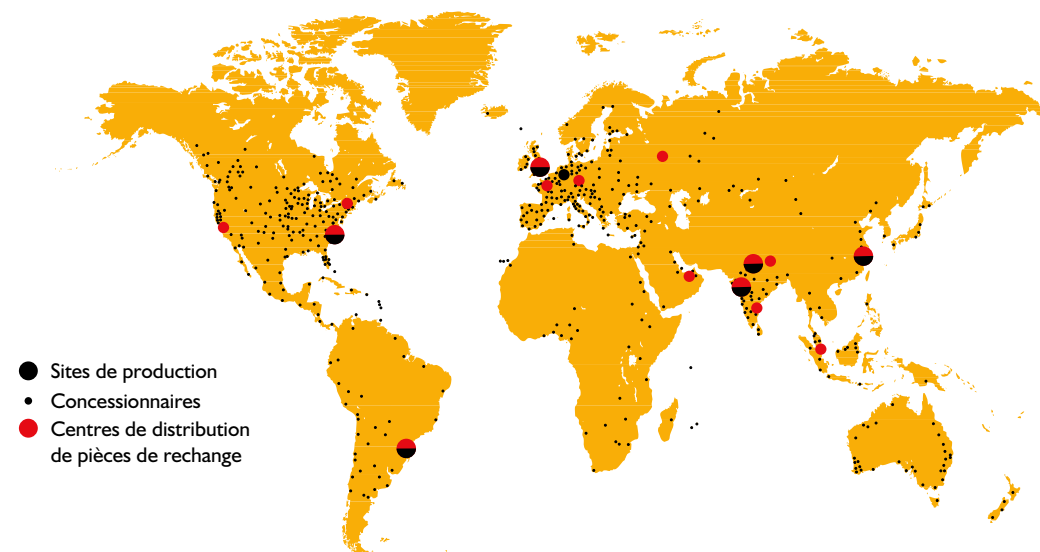 Sites de production
Concessionnaires
Centres de distribution
de pièces de rechange